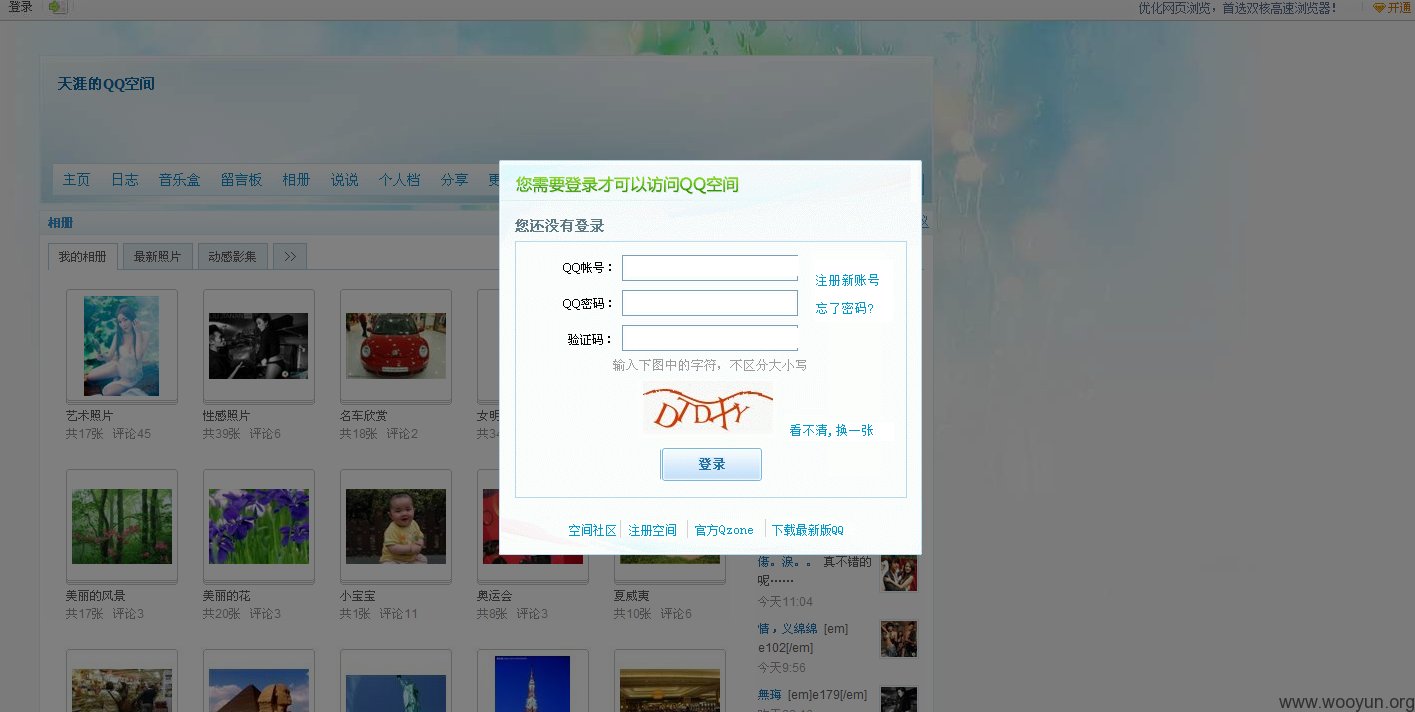 登录
优化网页浏览，首选双核高速浏览器！
开通
天涯的QQ空间
主页 日志 音乐盒 留言板 相册 说说 个人档 分享 更
相册
我的相册 最新照片 动感影集 >>
您需要登录才可以访问QQ空间
您还没有登录
QQ帐号：
注册新账号
QQ密码：
忘了密码?
验证码：
输入下图中的字符，不区分大小写
看不清,换一张
登录
空间社区 注册空间 官方Qzone 下载最新版QQ
艺术照片 性感照片 名车欣赏 女明
共17张 评论45 共39张 评论6 共18张 评论2 共34
美丽的风景 美丽的花 小宝宝 奥运会 夏威夷
共17张 评论3 共20张 评论3 共1张 评论11 共8张 评论3 共10张 评论6
傷。淚。。 真不错的
呢……
今天11:04
情，义绵绵 [em]
e102[/em]
今天9:56
[em]e179[/em]
www.wooyun.org